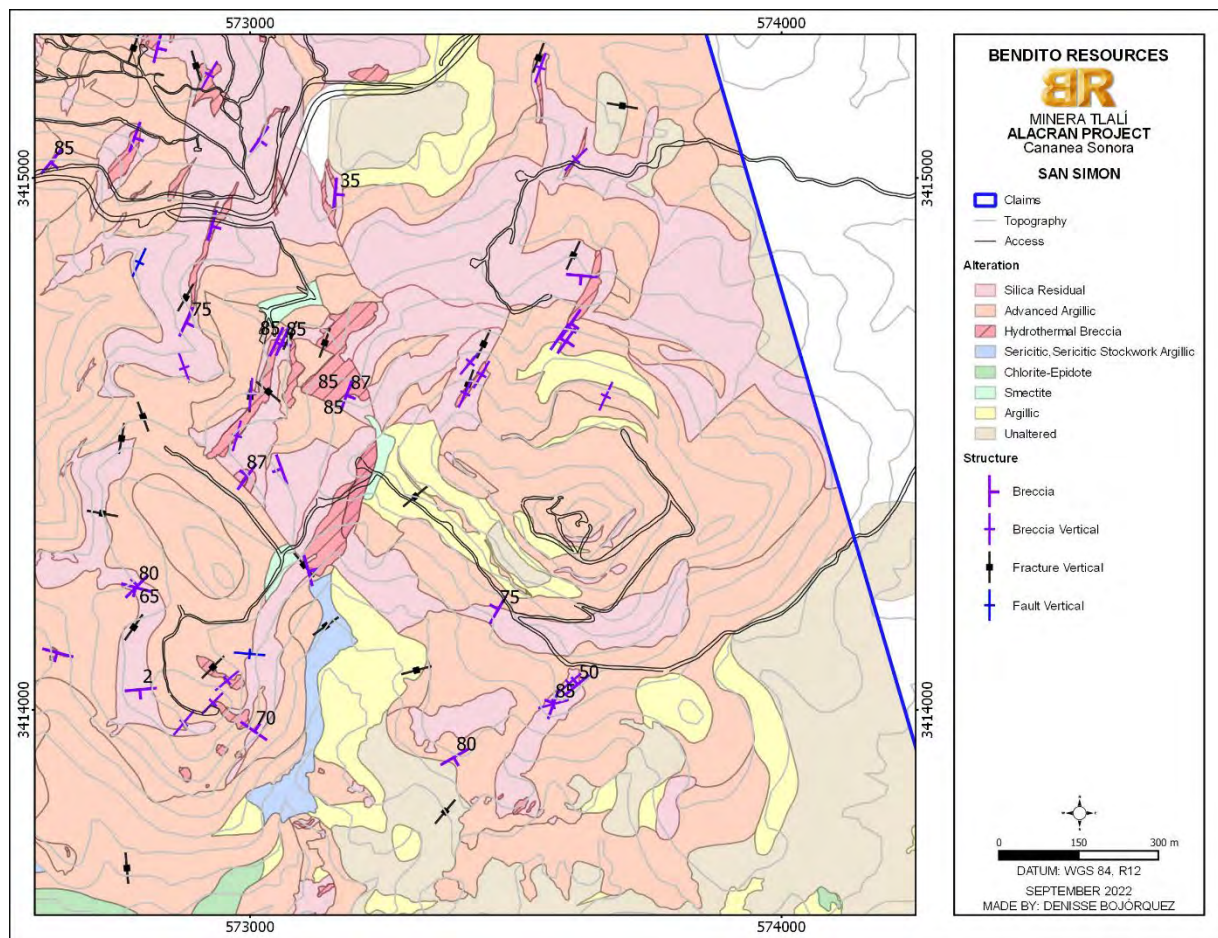 573000
574000
3415000
3415000
3414000
3414000
85
35
75
85
85
85
87
85
87
80
65
2
70
75
50
85
80
573000
574000
BENDITO RESOURCES
BR
MINERA TLALÍ
ALACRAN PROJECT
Cananea Sonora
SAN SIMON
Claims
Topography
Access
Alteration
Silica Residual
Advanced Argillic
Hydrothermal Breccia
Sericitic,Sericitic Stockwork Argillic
Chlorite-Epidote
Smectite
Argillic
Unaltered
Structure
Breccia
Breccia Vertical
Fracture Vertical
Fault Vertical
0 150 300 m
DATUM: WGS 84, R12
SEPTEMBER 2022
MADE BY: DENISSE BOJÓRQUEZ